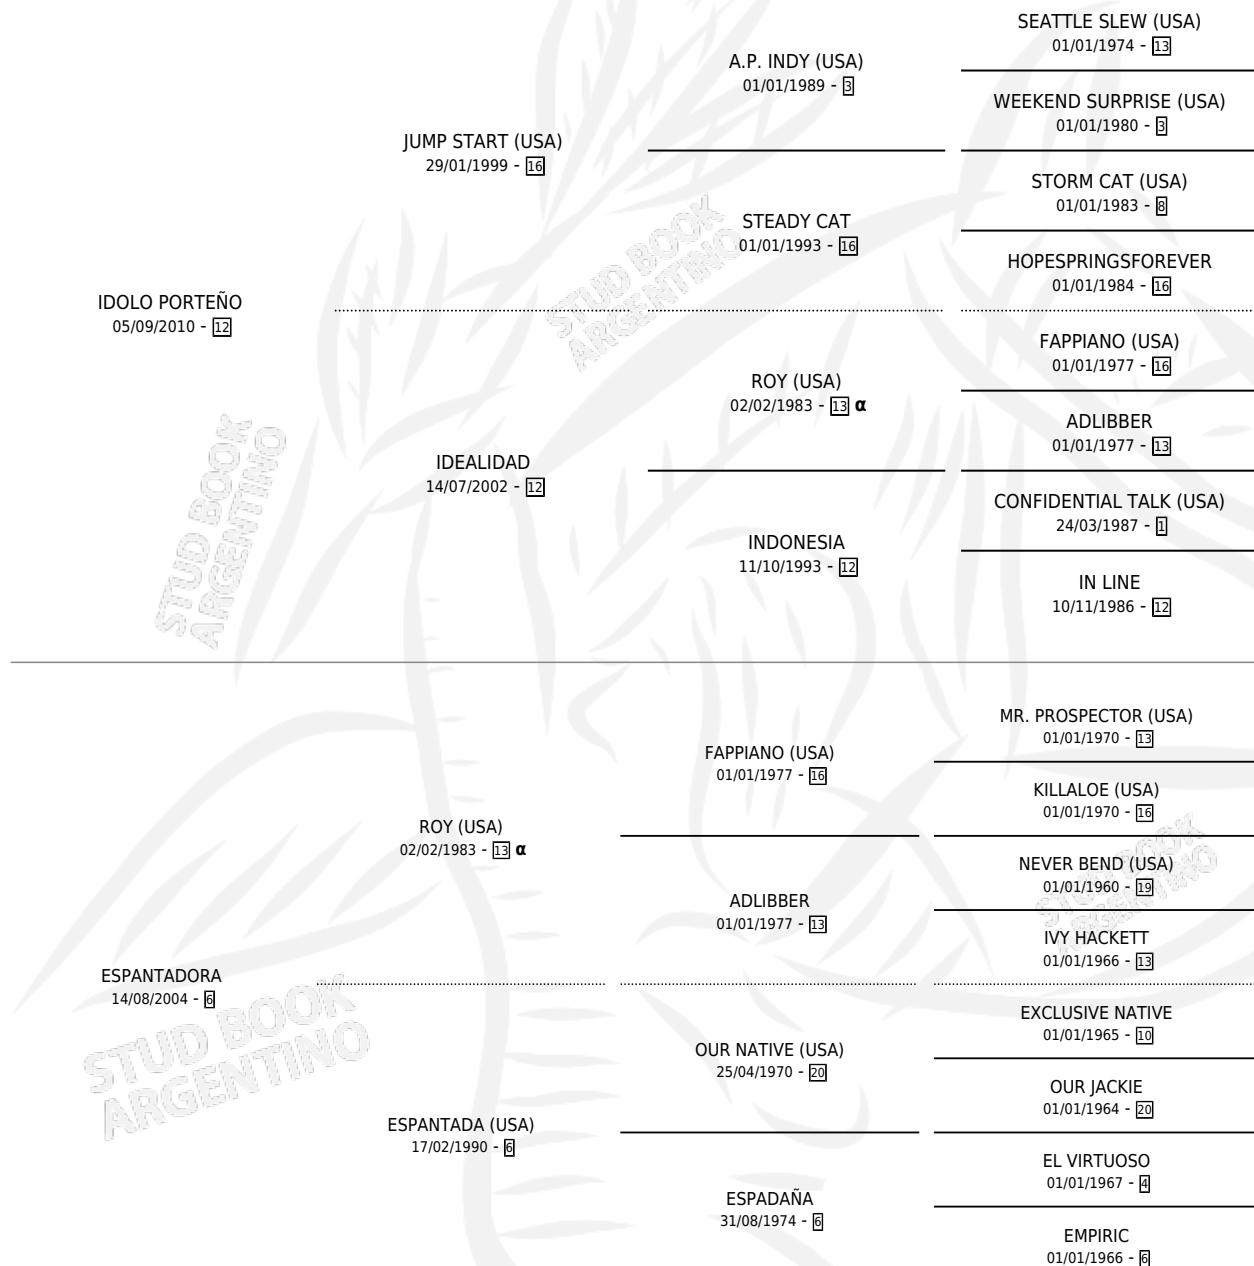 SEATTLE SLEW (USA)
01/01/1974 - 13
A.P. INDY (USA)
01/01/1989 - 3
WEEKEND SURPRISE (USA)
01/01/1980 - 3
JUMP START (USA)
29/01/1999 - 16
STORM CAT (USA)
01/01/1983 - 8
STEADY CAT
01/01/1993 - 16
HOPESPRINGSFOREVER
01/01/1984 - 16
IDOLO PORTEÑO
05/09/2010 - 12
FAPPIANO (USA)
01/01/1977 - 16
ROY (USA)
02/02/1983 - 13 α
ADLIBBER
01/01/1977 - 13
IDEALIDAD
14/07/2002 - 12
CONFIDENTIAL TALK (USA)
24/03/1987 - 1
INDONESIA
11/10/1993 - 12
IN LINE
10/11/1986 - 12
MR. PROSPECTOR (USA)
01/01/1970 - 13
FAPPIANO (USA)
01/01/1977 - 16
KILLALOE (USA)
01/01/1970 - 16
ROY (USA)
02/02/1983 - 13 α
NEVER BEND (USA)
01/01/1960 - 19
ADLIBBER
01/01/1977 - 13
IVY HACKETT
01/01/1966 - 13
ESPANTADORA
14/08/2004 - 6
EXCLUSIVE NATIVE
01/01/1965 - 10
OUR NATIVE (USA)
25/04/1970 - 20
OUR JACKIE
01/01/1964 - 20
ESPANTADA (USA)
17/02/1990 - 6
EL VIRTUOSO
01/01/1967 - 4
ESPADAÑA
31/08/1974 - 6
EMPIRIC
01/01/1966 - 6
STUD BOOK
ARGENTINO
STUD BOOK
ARGENTINO
STUD BOOK
ARGENTINO
STUD BOOK
ARGENTINO